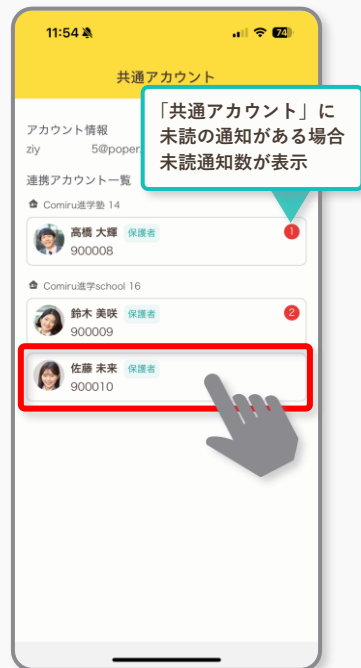 11:54
74
共通アカウント
「共通アカウント」に
未読の通知がある場合
未読通知数が表示
アカウント情報
ziy 5@poper.
連携アカウント一覧
Comiru進学塾 14
高橋 大輝 保護者
1
900008
Comiru進学school 16
鈴木 美咲 保護者
2
900009
佐藤 未来 保護者
900010